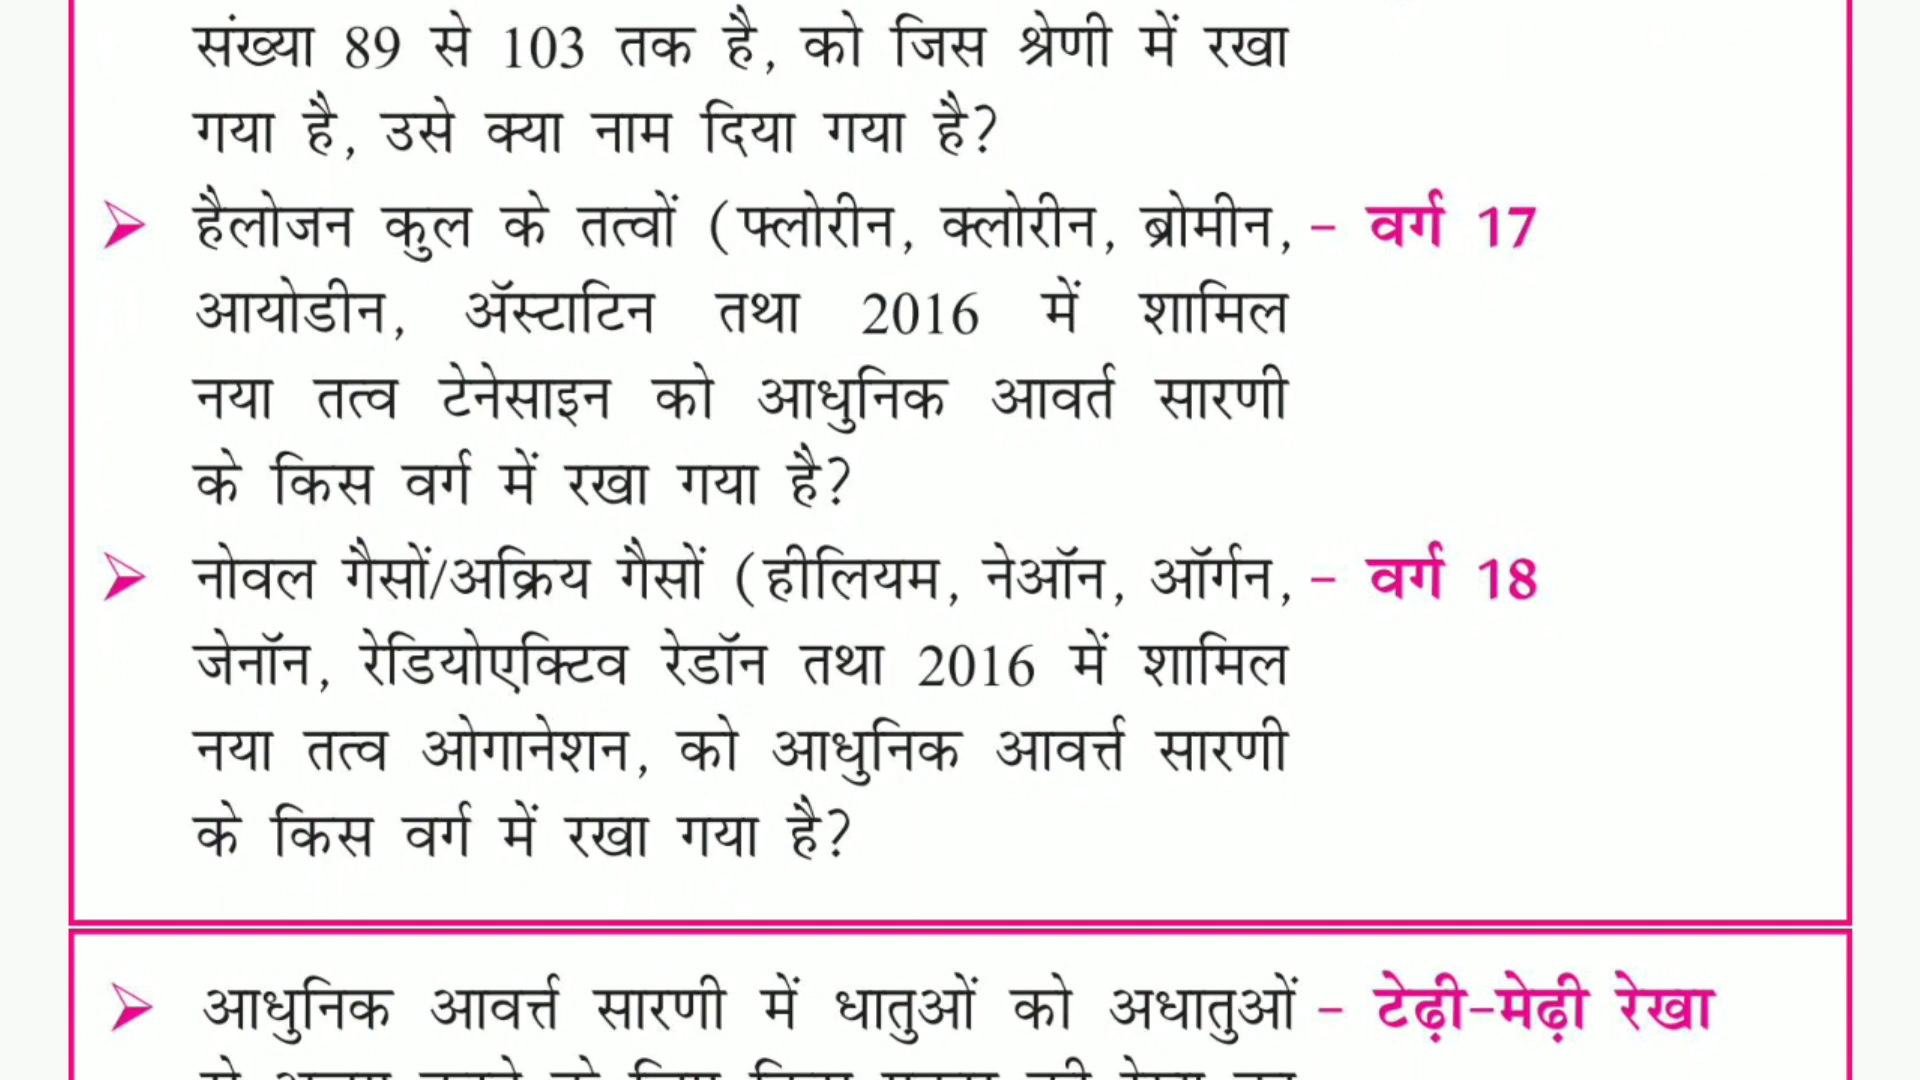 संख्या 89 से 103 तक है, को जिस श्रेणी में रखा
गया है, उसे क्या नाम दिया गया है?
➢ हैलोजन कुल के तत्वों (फ्लोरीन, क्लोरीन, ब्रोमीन, – वर्ग 17
आयोडीन, ॲस्टाटिन तथा 2016 में शामिल
नया तत्व टेनेसाइन को आधुनिक आवर्त सारणी
के किस वर्ग में रखा गया है?
➢ नोवल गैसों/अक्रिय गैसों (हीलियम, नेऑन, ऑर्गन, – वर्ग 18
जेनॉन, रेडियोएक्टिव रेडॉन तथा 2016 में शामिल
नया तत्व ओगानेशन, को आधुनिक आवर्त्त सारणी
के किस वर्ग में रखा गया है?
➢ आधुनिक आवर्त्त सारणी में धातुओं को अधातुओं – टेढ़ी-मेढ़ी रेखा